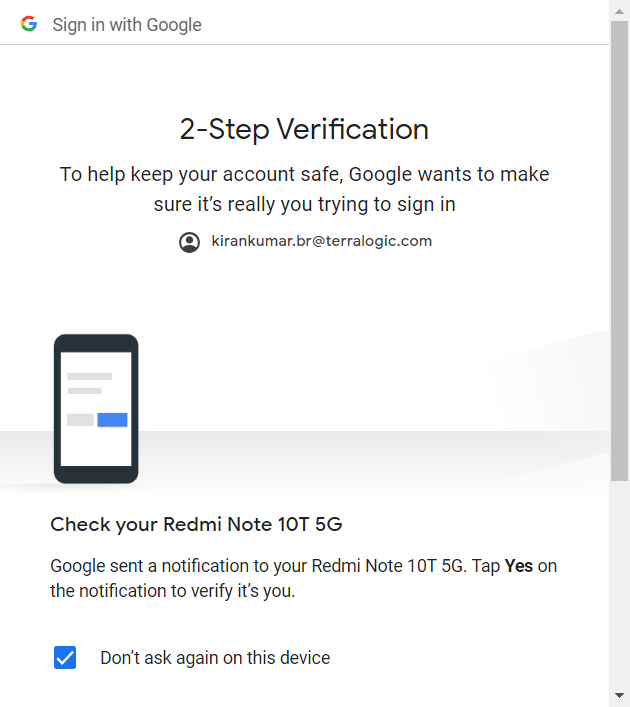 Sign in with Google
2-Step Verification
To help keep your account safe, Google wants to make
sure it’s really you trying to sign in
kirankumar.br@terralogic.com
Check your Redmi Note 10T 5G
Google sent a notification to your Redmi Note 10T 5G. Tap Yes on
the notification to verify it’s you.
Don’t ask again on this device